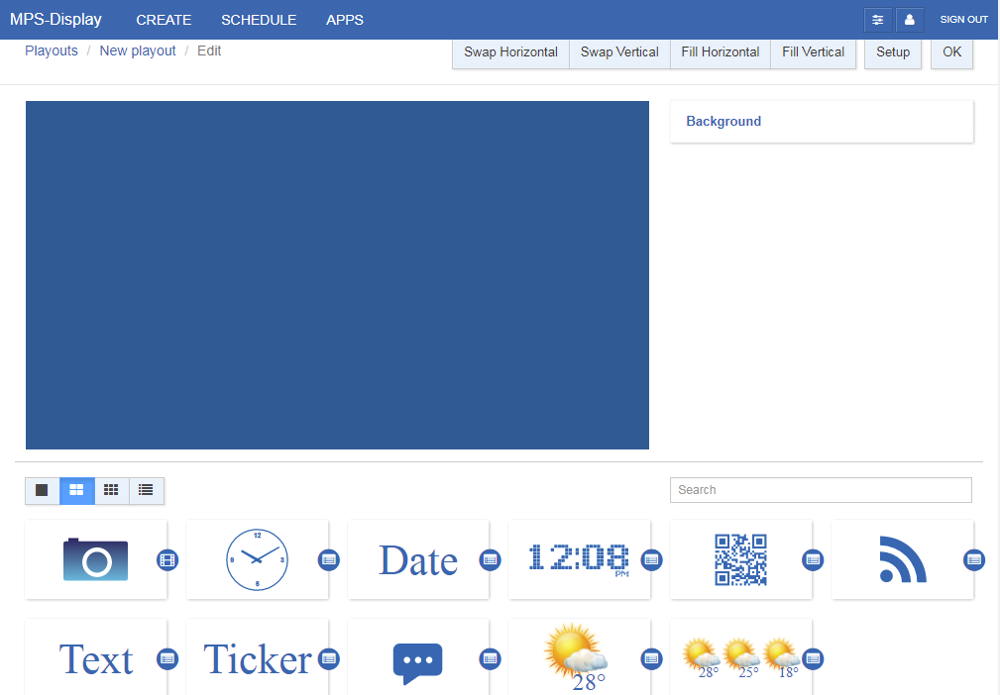 MPS-Display CREATE SCHEDULE APPS SIGN OUT
Playouts / New playout / Edit Swap Horizontal Swap Vertical Fill Horizontal Fill Vertical Setup OK
Background
Search
12
9 3
6
Date
12:08
PM
Text
Ticker
28°
28° 25° 18°